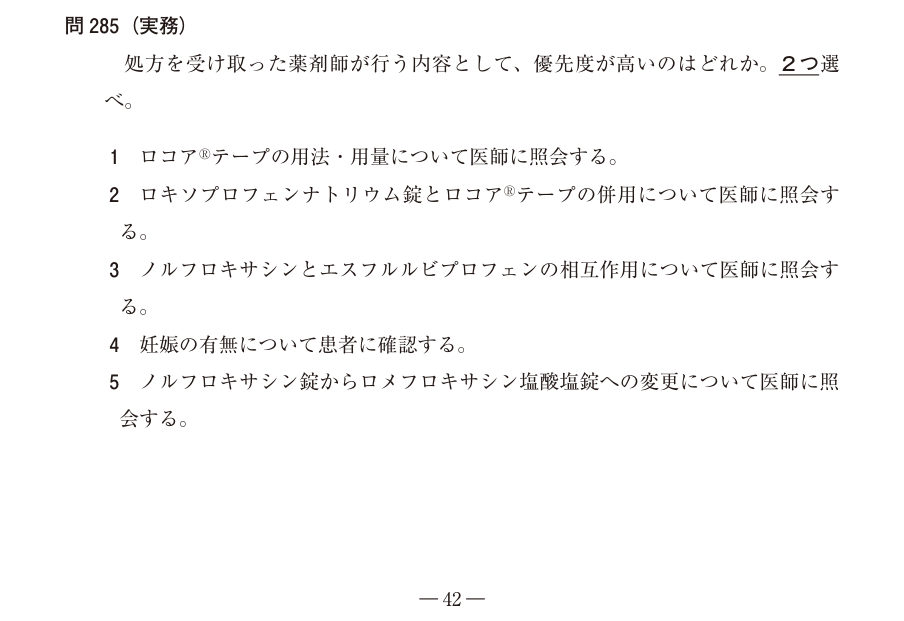 問 285（実務）
処方を受け取った薬剤師が行う内容として、優先度が高いのはどれか。２つ選
べ。
1 ロコア®テープの用法・用量について医師に照会する。
2 ロキソプロフェンナトリウム錠とロコア®テープの併用について医師に照会す
る。
3 ノルフロキサシンとエスフルルビプロフェンの相互作用について医師に照会す
る。
4 妊娠の有無について患者に確認する。
5 ノルフロキサシン錠からロメフロキサシン塩酸塩錠への変更について医師に照
会する。
― 42 ―